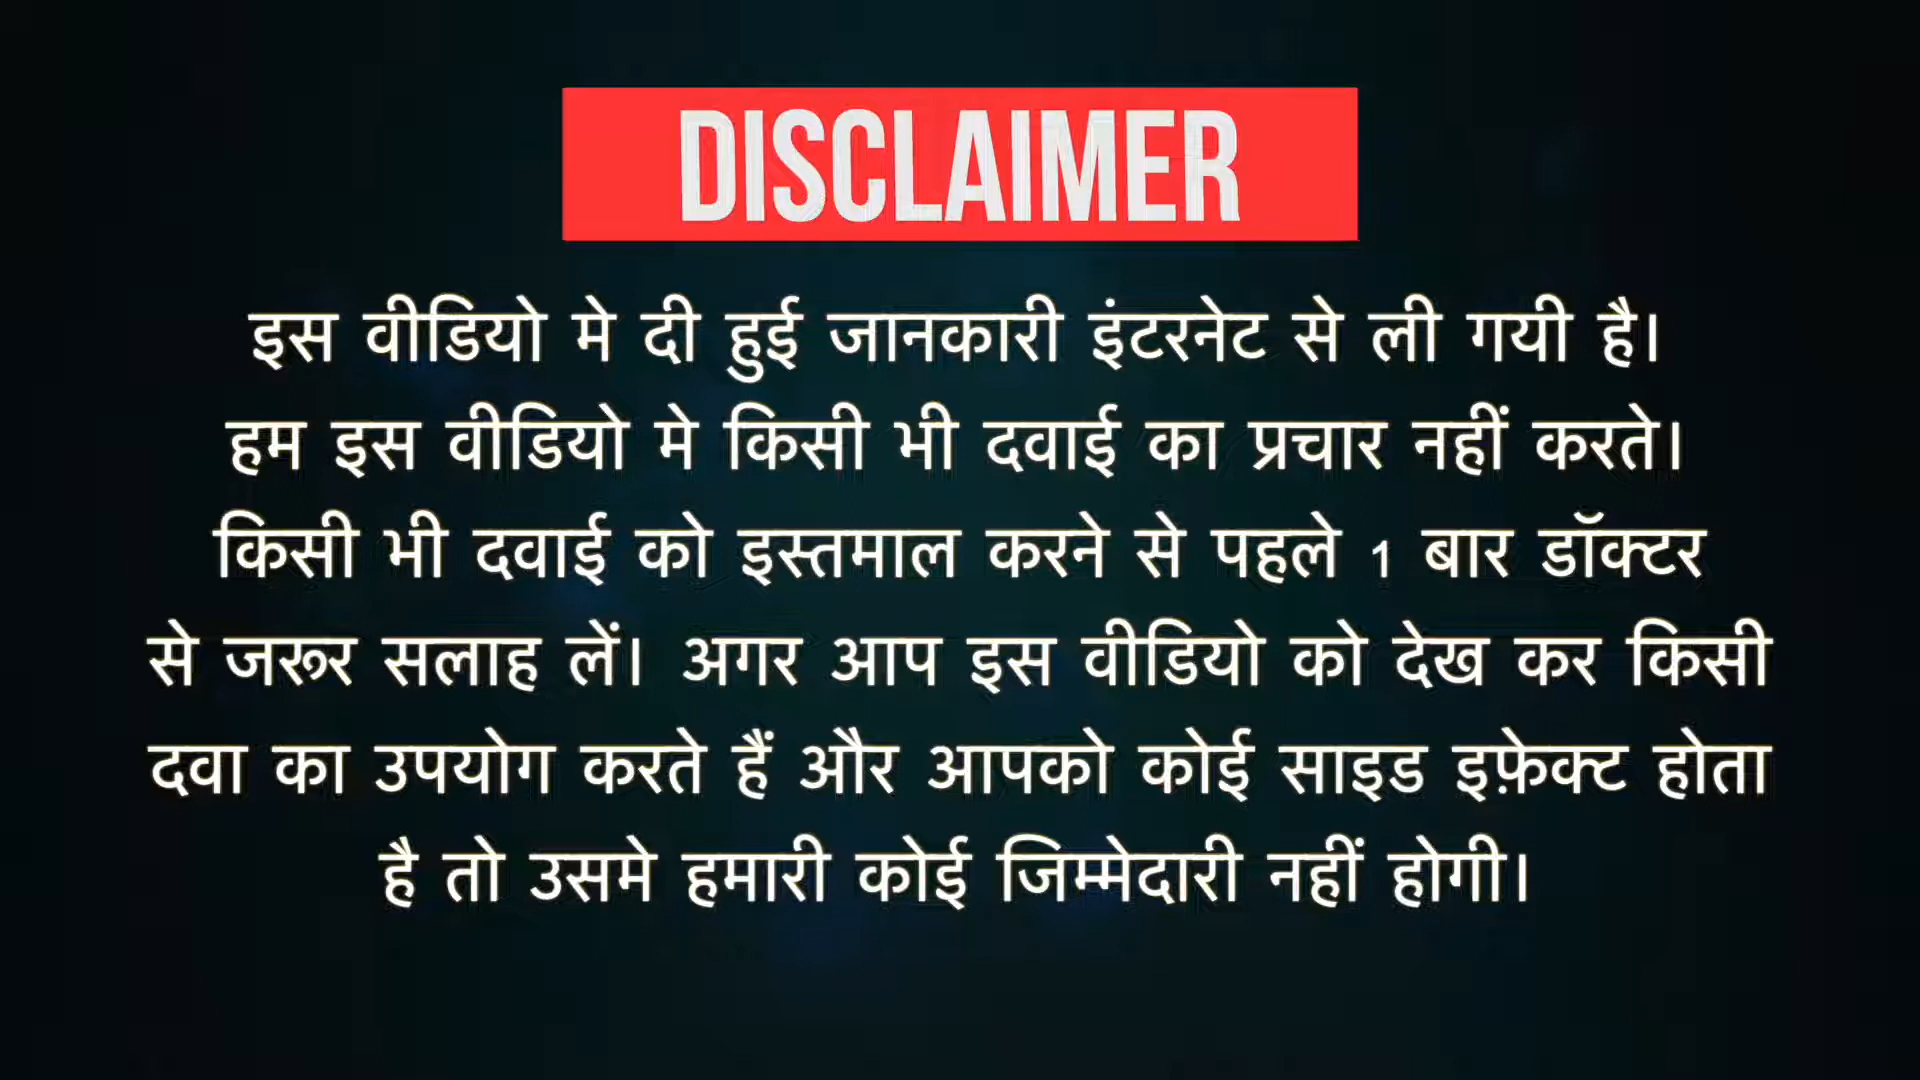 DISCLAIMER
इस वीडियो मे दी हुई जानकारी इंटरनेट से ली गयी है।
हम इस वीडियो मे किसी भी दवाई का प्रचार नहीं करते।
किसी भी दवाई को इस्तमाल करने से पहले 1 बार डॉक्टर
से जरूर सलाह लें। अगर आप इस वीडियो को देख कर किसी
दवा का उपयोग करते हैं और आपको कोई साइड इफ़ेक्ट होता
है तो उसमे हमारी कोई जिम्मेदारी नहीं होगी।